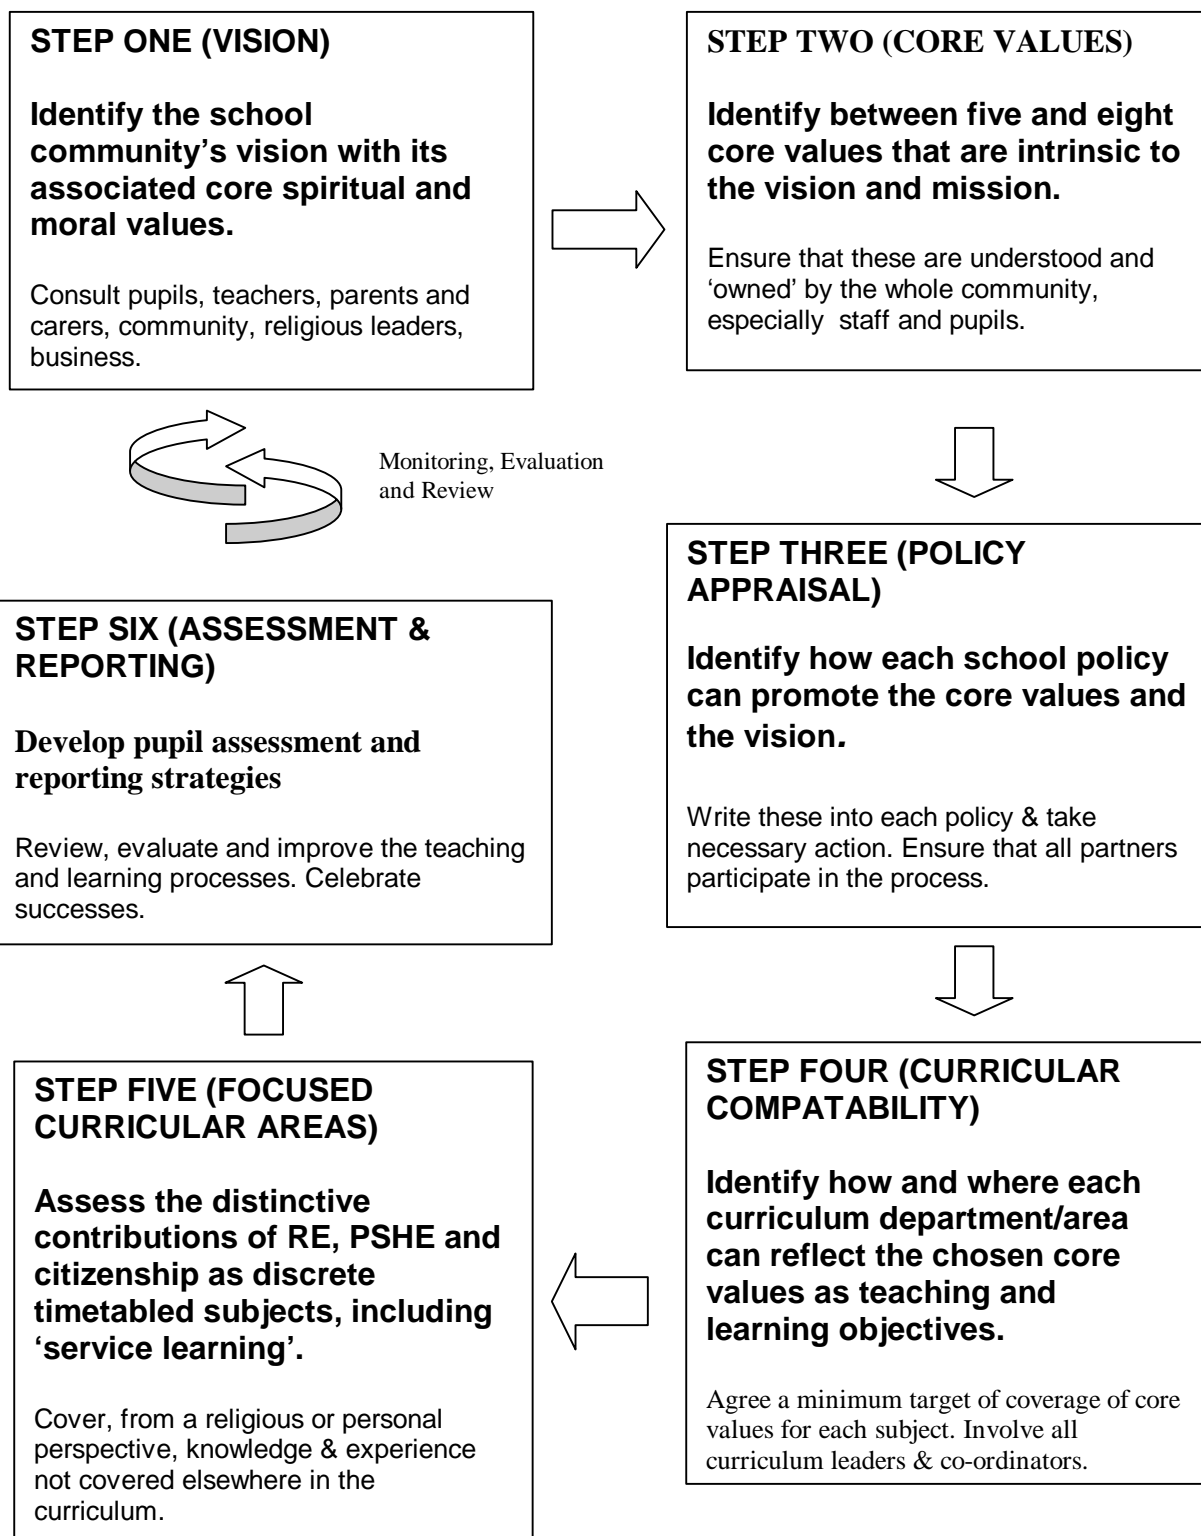 STEP ONE (VISION)
Identify the school
community’s vision with its
associated core spiritual and
moral values.
Consult pupils, teachers, parents and
carers, community, religious leaders,
business.
STEP TWO (CORE VALUES)
Identify between five and eight
core values that are intrinsic to
the vision and mission.
Ensure that these are understood and
‘owned’ by the whole community,
especially staff and pupils.
Monitoring, Evaluation
and Review
STEP THREE (POLICY
APPRAISAL)
Identify how each school policy
can promote the core values and
the vision.
Write these into each policy & take
necessary action. Ensure that all partners
participate in the process.
STEP FOUR (CURRICULAR
COMPATABILITY)
Identify how and where each
curriculum department/area
can reflect the chosen core
values as teaching and
learning objectives.
Agree a minimum target of coverage of core
values for each subject. Involve all
curriculum leaders & co-ordinators.
STEP FIVE (FOCUSED
CURRICULAR AREAS)
Assess the distinctive
contributions of RE, PSHE and
citizenship as discrete
timetabled subjects, including
‘service learning’.
Cover, from a religious or personal
perspective, knowledge & experience
not covered elsewhere in the
curriculum.
STEP SIX (ASSESSMENT &
REPORTING)
Develop pupil assessment and
reporting strategies
Review, evaluate and improve the teaching
and learning processes. Celebrate
successes.